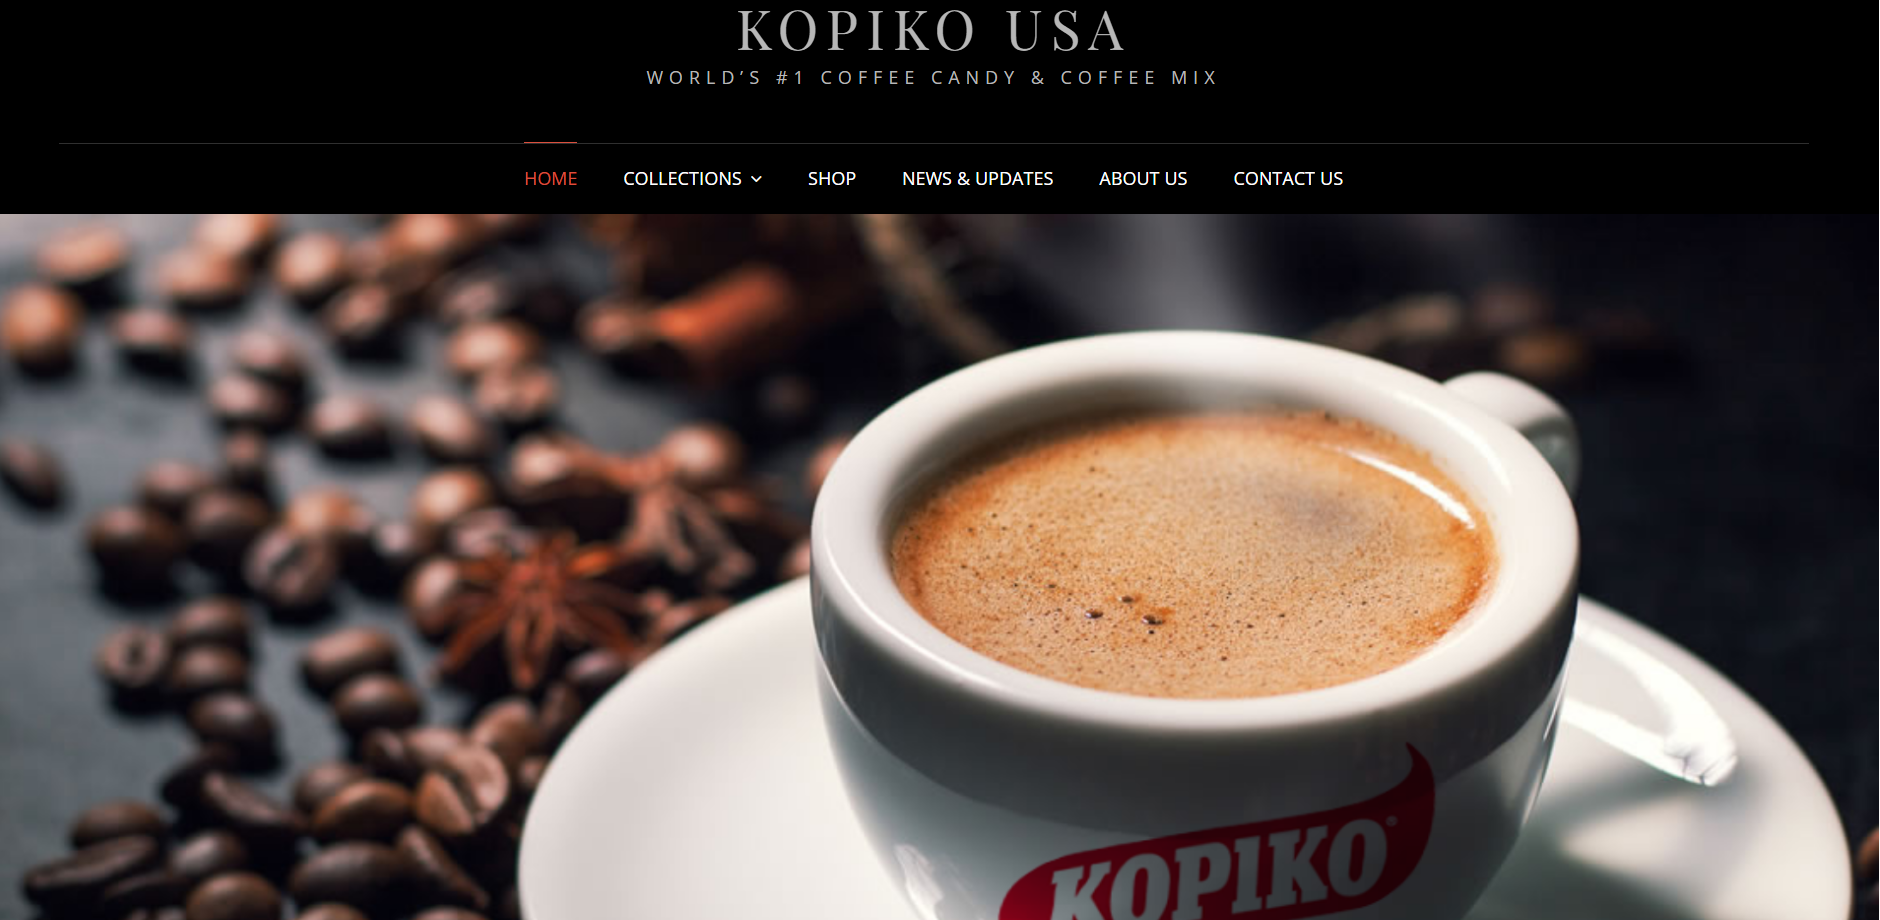 KOPIKO USA
WORLD’S #1 COFFEE CANDY & COFFEE MIX
HOME COLLECTIONS SHOP NEWS & UPDATES ABOUT US CONTACT US
KOPIKO®